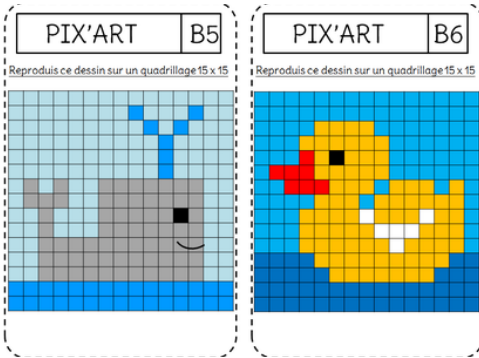 PIX'ART B5
Reproduis ce dessin sur un quadrillage 15 x 15
PIX'ART B6
Reproduis ce dessin sur un quadrillage 15 x 15